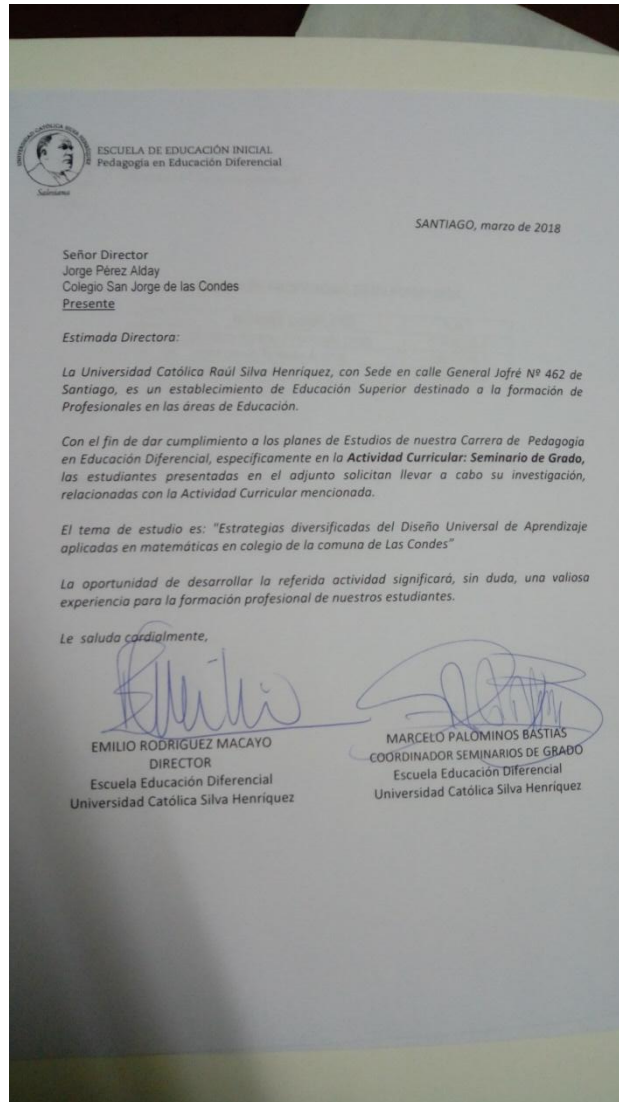 UNIVERSIDAD CATÓLICA SILVA HENRÍQUEZ
Salesiana
ESCUELA DE EDUCACIÓN INICIAL
Pedagogía en Educación Diferencial
SANTIAGO, marzo de 2018
Señor Director
Jorge Pérez Alday
Colegio San Jorge de las Condes
Presente
Estimada Directora:
La Universidad Católica Raúl Silva Henríquez, con Sede en calle General Jofré Nº 462 de
Santiago, es un establecimiento de Educación Superior destinado a la formación de
Profesionales en las áreas de Educación.
Con el fin de dar cumplimiento a los planes de Estudios de nuestra Carrera de Pedagogía
en Educación Diferencial, específicamente en la Actividad Curricular: Seminario de Grado,
las estudiantes presentadas en el adjunto solicitan llevar a cabo su investigación,
relacionadas con la Actividad Curricular mencionada.
El tema de estudio es: "Estrategias diversificadas del Diseño Universal de Aprendizaje
aplicadas en matemáticas en colegio de la comuna de Las Condes"
La oportunidad de desarrollar la referida actividad significará, sin duda, una valiosa
experiencia para la formación profesional de nuestros estudiantes.
Le saluda cordialmente,
EMILIO RODRÍGUEZ MACAYO
DIRECTOR
Escuela Educación Diferencial
Universidad Católica Silva Henríquez
MARCELO PALOMINOS BASTIAS
COORDINADOR SEMINARIOS DE GRADO
Escuela Educación Diferencial
Universidad Católica Silva Henríquez